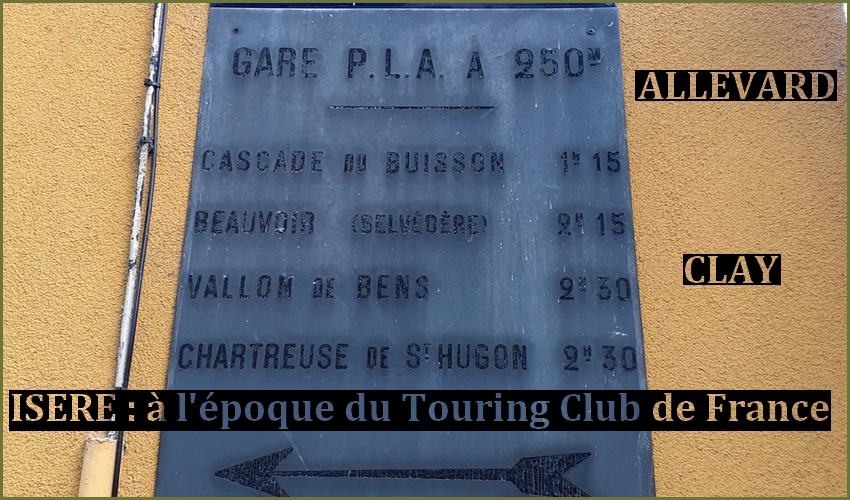 GARE P.L.A. A 250M
ALLEVARD
CASCADE DU BUISSON 1H 15
BEAUVOIR (BELVÉDÈRE) 2H 15
CLAY
VALLON DE BENS 2H 30
CHARTREUSE DE ST HUGON 2H 30
ISERE : à l'époque du Touring Club de France